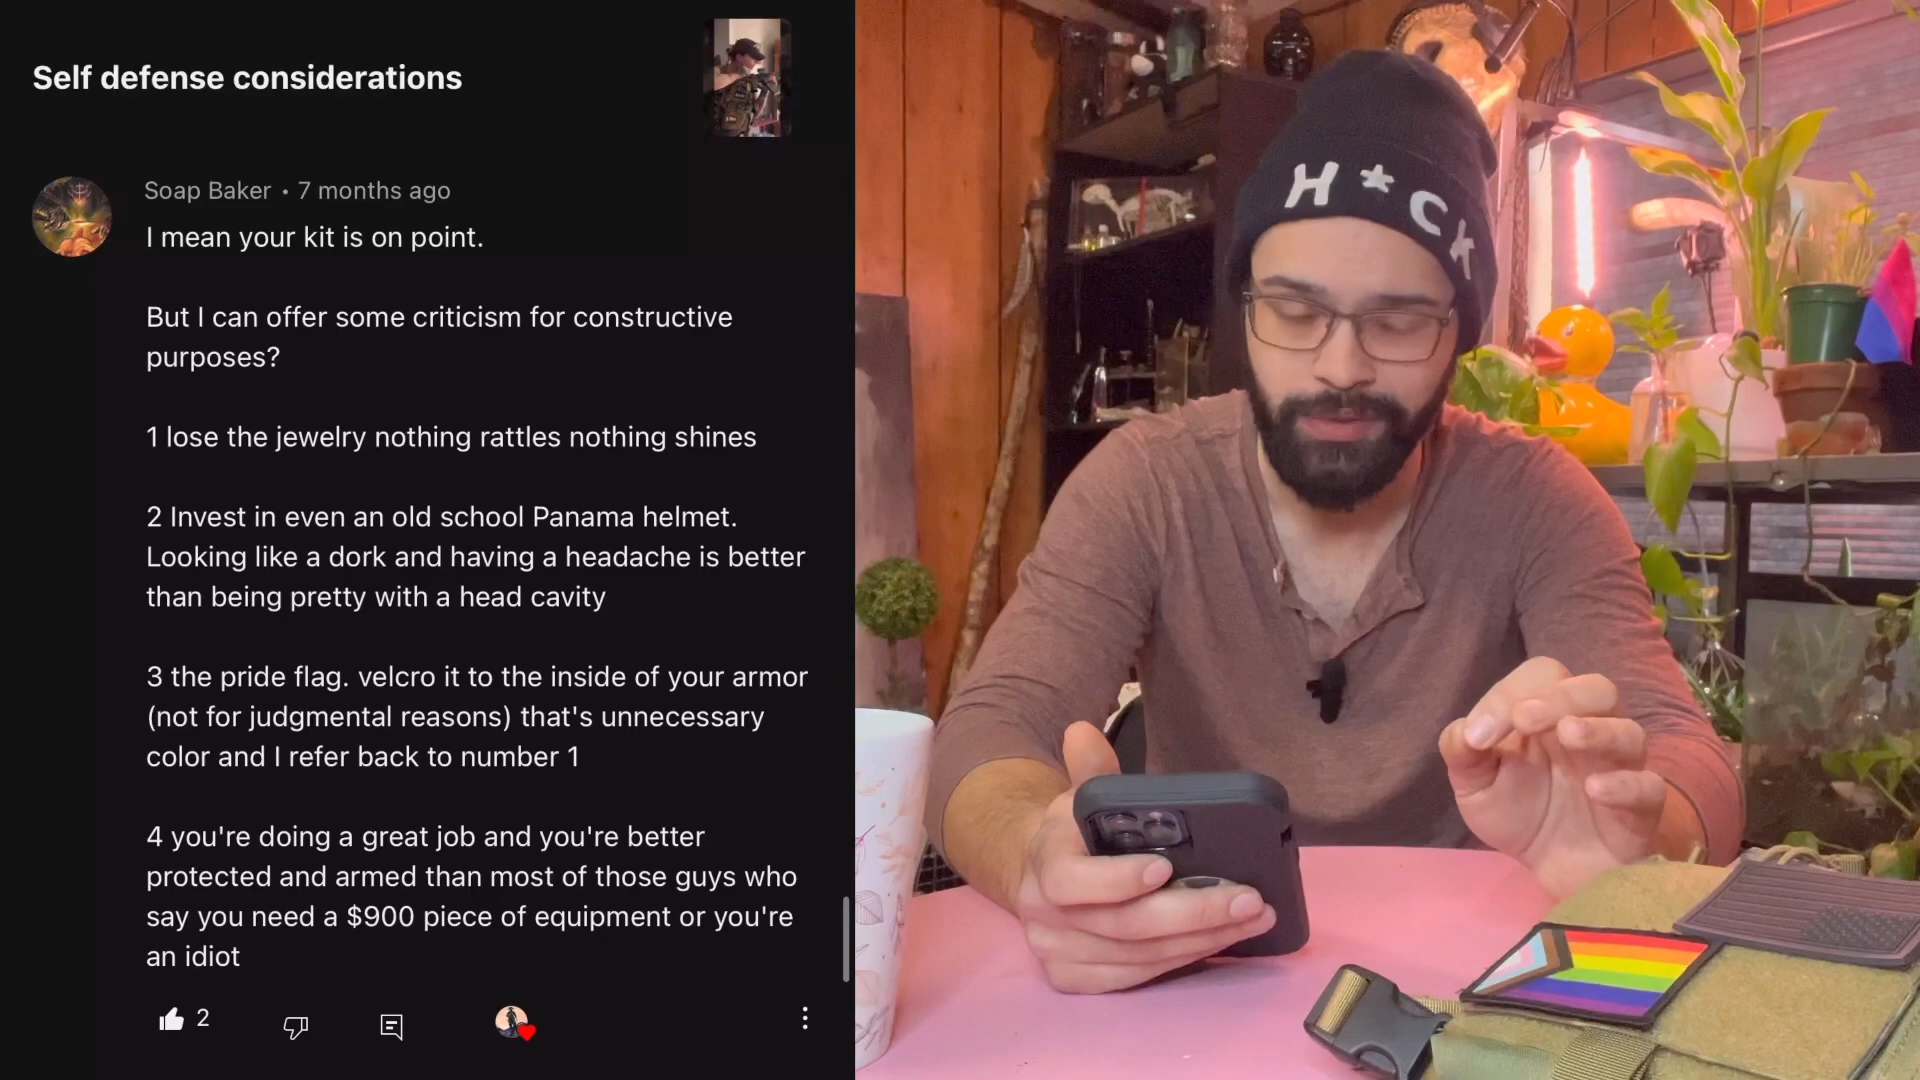 Self defense considerations
Soap Baker • 7 months ago
I mean your kit is on point.
But I can offer some criticism for constructive
purposes?
1 lose the jewelry nothing rattles nothing shines
2 Invest in even an old school Panama helmet.
Looking like a dork and having a headache is better
than being pretty with a head cavity
3 the pride flag. velcro it to the inside of your armor
(not for judgmental reasons) that's unnecessary
color and I refer back to number 1
4 you're doing a great job and you're better
protected and armed than most of those guys who
say you need a $900 piece of equipment or you're
an idiot
2
H*CK